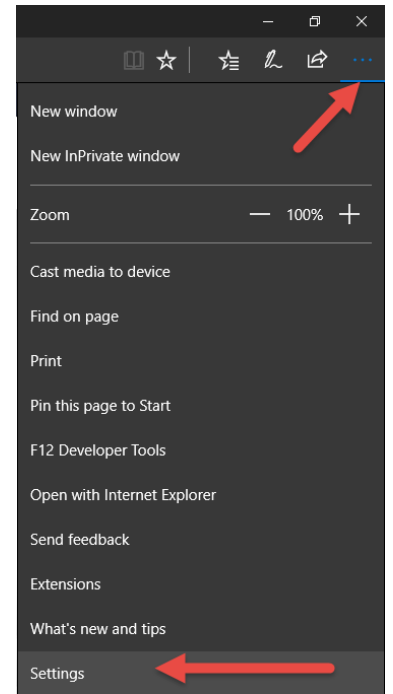 New window
New InPrivate window
Zoom 100%
Cast media to device
Find on page
Print
Pin this page to Start
F12 Developer Tools
Open with Internet Explorer
Send feedback
Extensions
What's new and tips
Settings